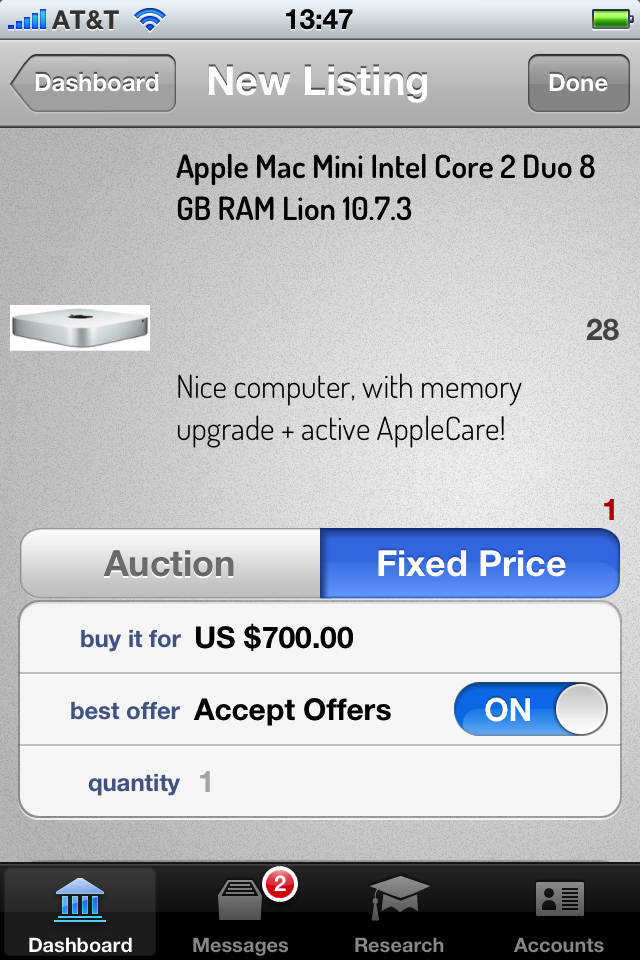 AT&T 13:47
Dashboard New Listing Done
Apple Mac Mini Intel Core 2 Duo 8
GB RAM Lion 10.7.3
28
Nice computer, with memory
upgrade + active AppleCare!
1
Auction Fixed Price
buy it for US $700.00
best offer Accept Offers ON
quantity 1
2
Dashboard Messages Research Accounts